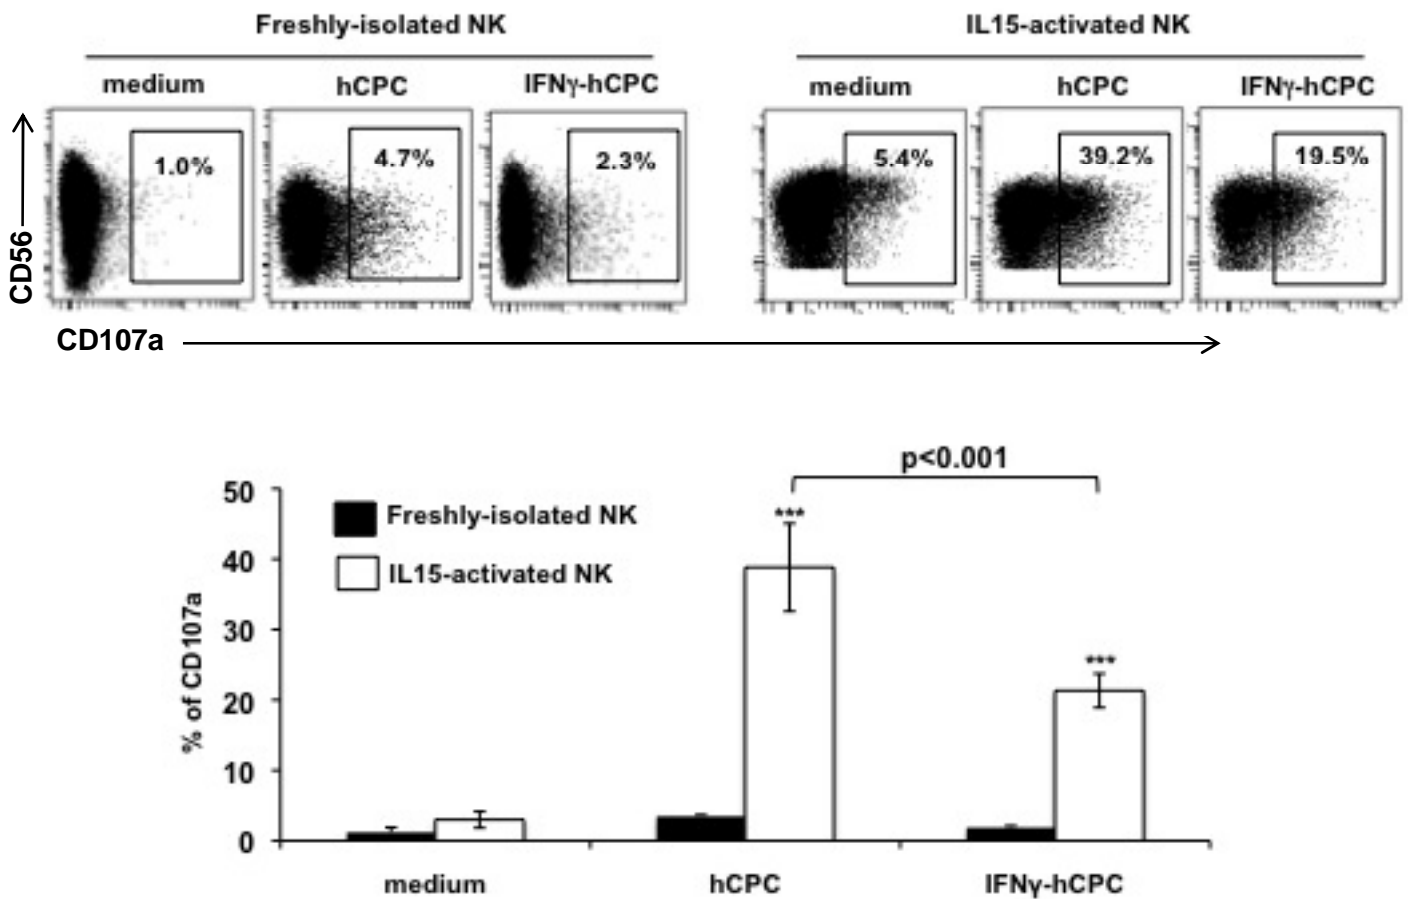 Freshly-isolated NK
IL15-activated NK
medium
hCPC
IFNγ-hCPC
medium
hCPC
IFNγ-hCPC
1.0%
4.7%
2.3%
5.4%
39.2%
19.5%
CD56
CD107a
p<0.001
50
40
30
20
10
0
% of CD107a
Freshly-isolated NK
IL15-activated NK
***
***
medium
hCPC
IFNγ-hCPC